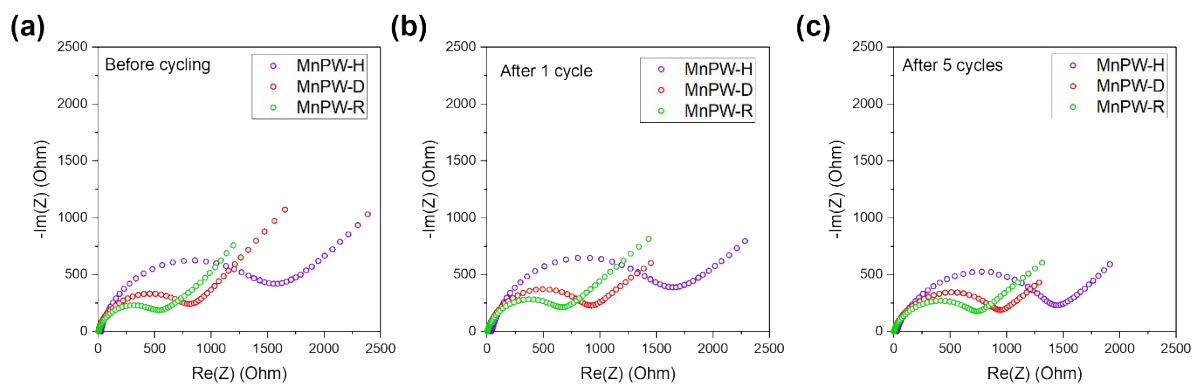 (a)
2500
2000
1500
1000
500
0
-Im(Z) (Ohm)
Before cycling
MnPW-H
MnPW-D
MnPW-R
0 500 1000 1500 2000 2500
Re(Z) (Ohm)
(b)
2500
2000
1500
1000
500
0
-Im(Z) (Ohm)
After 1 cycle
MnPW-H
MnPW-D
MnPW-R
0 500 1000 1500 2000 2500
Re(Z) (Ohm)
(c)
2500
2000
1500
1000
500
0
-Im(Z) (Ohm)
After 5 cycles
MnPW-H
MnPW-D
MnPW-R
0 500 1000 1500 2000 2500
Re(Z) (Ohm)